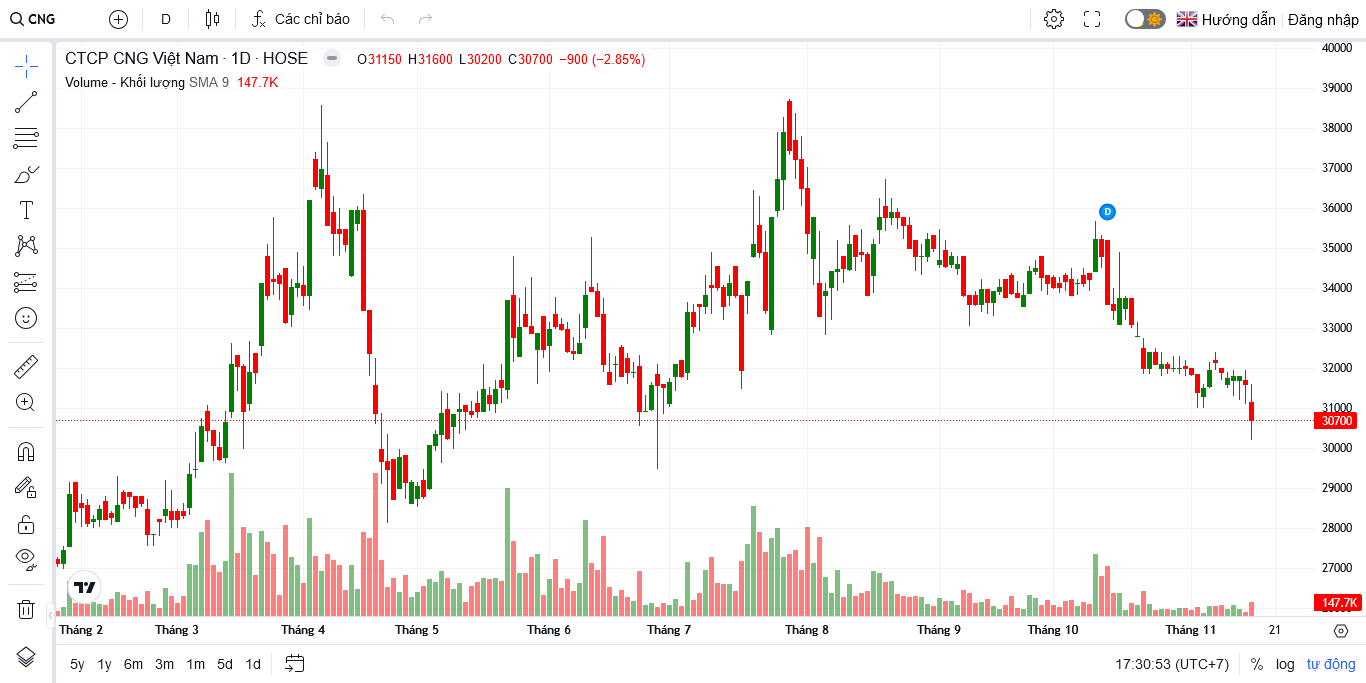 CNG D Các chỉ báo Hướng dẫn Đăng nhập
CTCP CNG Việt Nam · 1D · HOSE O31150 H31600 L30200 C30700 −900 (−2.85%)
Volume - Khối lượng SMA 9 147.7K
40000
39000
38000
37000
36000
D
35000
34000
33000
32000
31000
30700
30000
29000
28000
27000
147.7K
Tháng 2 Tháng 3 Tháng 4 Tháng 5 Tháng 6 Tháng 7 Tháng 8 Tháng 9 Tháng 10 Tháng 11 21
5y 1y 6m 3m 1m 5d 1d 17:30:53 (UTC+7) % log tự động